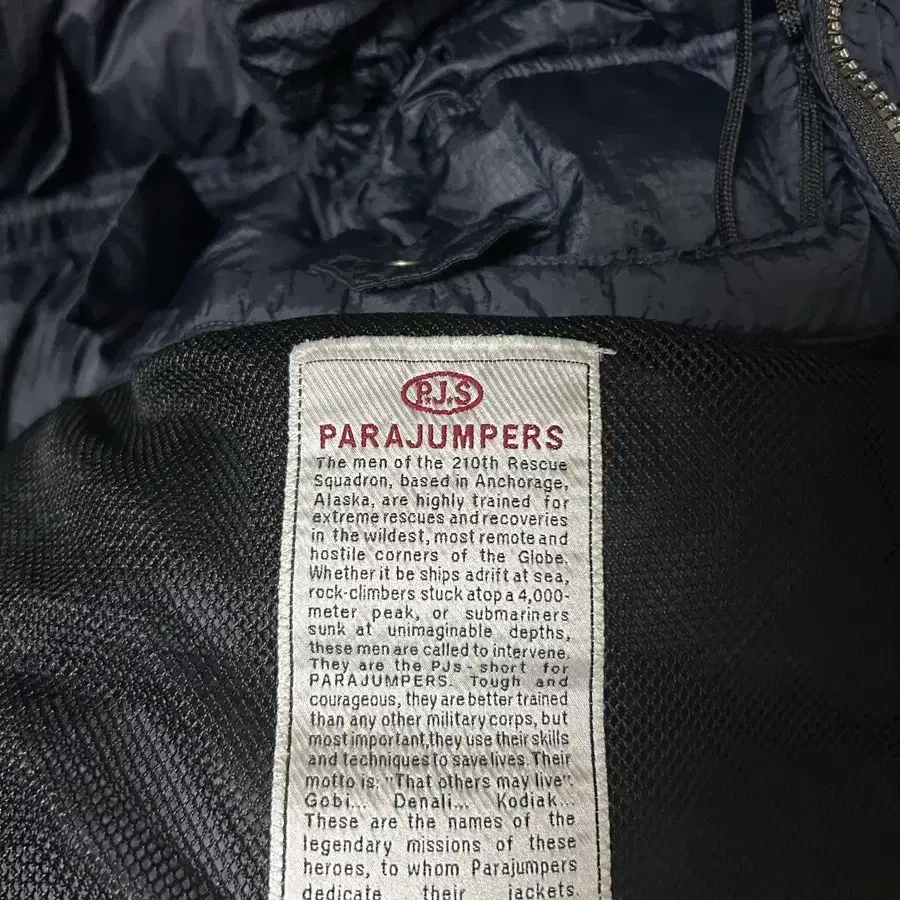 P.J.S
PARAJUMPERS
The men of the 210th Rescue
Squadron, based in Anchorage,
Alaska, are highly trained for
extreme rescues and recoveries
in the wildest, most remote and
hostile corners of the Globe.
Whether it be ships adrift at sea,
rock-climbers stuck atop a 4,000-
meter peak, or submariners
sunk at unimaginable depths,
these men are called to intervene.
They are the PJs - short for
PARAJUMPERS. Tough and
courageous, they are better trained
than any other military corps, but
most important, they use their skills
and techniques to save lives. Their
motto is: "That others may live".
Gobi... Denali... Kodiak...
These are the names of the
legendary missions of these
heroes, to whom Parajumpers
dedicate their jackets.